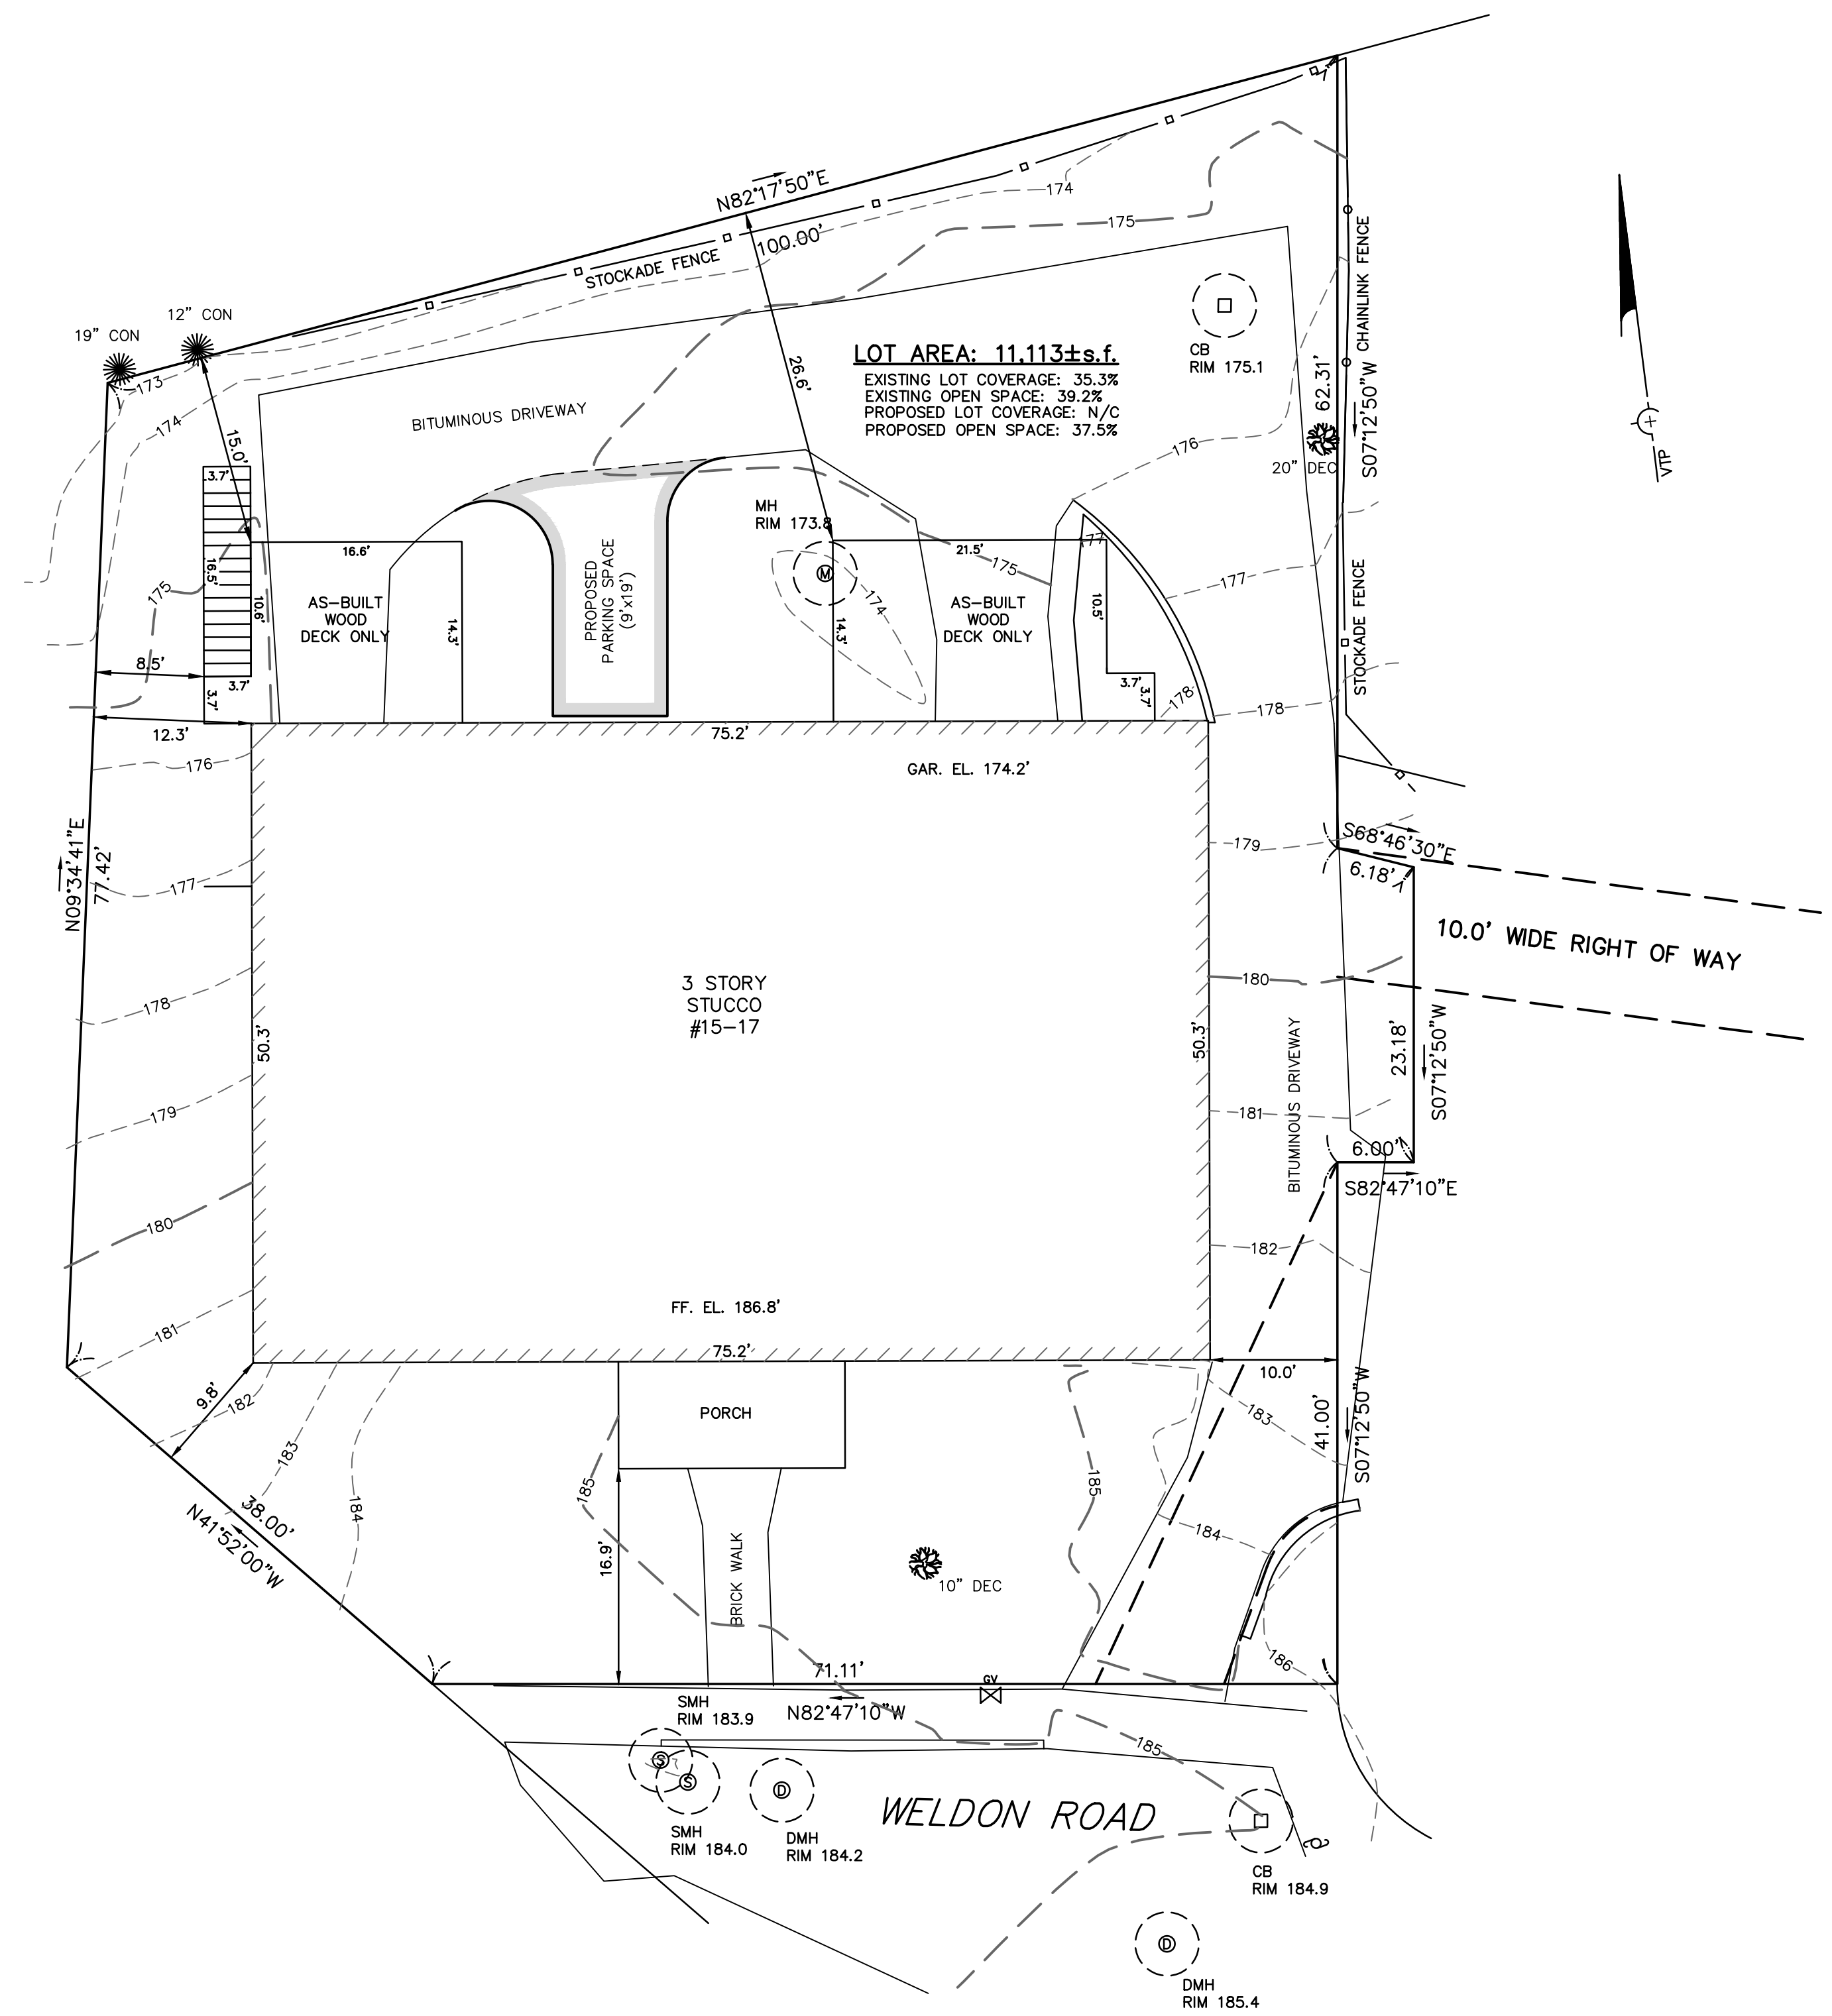 N82°17'50"E
100.00'
STOCKADE FENCE
174
175
12" CON
19" CON
173
174
CHAINLINK FENCE
62.31'
S07°12'50"W
CB
RIM 175.1
LOT AREA: 11,113±s.f.
EXISTING LOT COVERAGE: 35.3%
EXISTING OPEN SPACE: 39.2%
PROPOSED LOT COVERAGE: N/C
PROPOSED OPEN SPACE: 37.5%
26.6'
BITUMINOUS DRIVEWAY
15.0'
176
20" DEC
VTP
3.7'
MH
RIM 173.8
M
16.6'
21.5'
177
175
177
16.5'
175
10.6'
AS-BUILT
WOOD
DECK ONLY
14.3'
PROPOSED
PARKING SPACE
(9'x19')
174
14.3'
AS-BUILT
WOOD
DECK ONLY
10.5'
STOCKADE FENCE
8.5'
3.7'
3.7'
3.7'
3.7'
178
178
12.3'
75.2'
176
GAR. EL. 174.2'
179
S68°46'30"E
6.18'
N09°34'41"E
77.42'
177
10.0' WIDE RIGHT OF WAY
180
3 STORY
STUCCO
#15-17
178
50.3'
50.3'
BITUMINOUS DRIVEWAY
23.18'
S07°12'50"W
179
181
6.00'
S82°47'10"E
180
182
FF. EL. 186.8'
181
75.2'
10.0'
9.8'
182
PORCH
183
41.00'
S07°12'50"W
183
184
185
185
184
38.00'
N41°52'00"W
16.9'
BRICK WALK
10" DEC
186
71.11'
GV
N82°47'10"W
SMH
RIM 183.9
185
S
S
D
WELDON ROAD
SMH
RIM 184.0
DMH
RIM 184.2
CB
RIM 184.9
D
DMH
RIM 185.4